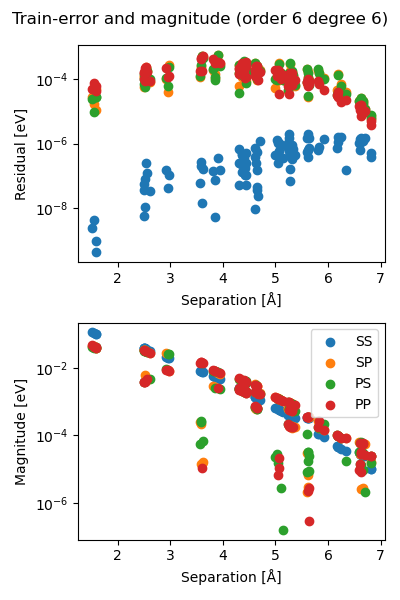 Train-error and magnitude (order 6 degree 6)
Residual [eV]
10⁻⁴
10⁻⁶
10⁻⁸
2 3 4 5 6 7
Separation [Å]
Magnitude [eV]
10⁻²
10⁻⁴
10⁻⁶
SS
SP
PS
PP
2 3 4 5 6 7
Separation [Å]